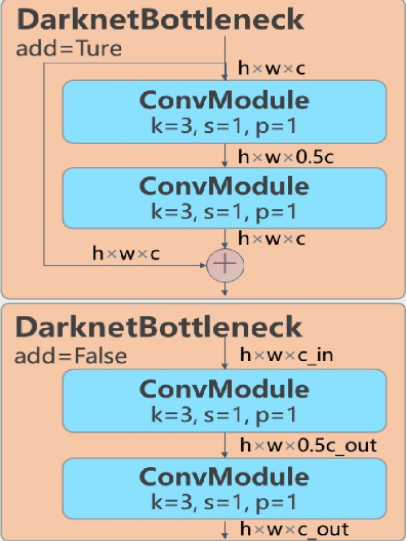 DarknetBottleneck
add=Ture
h×w×c
ConvModule
k=3, s=1, p=1
h×w×0.5c
ConvModule
k=3, s=1, p=1
h×w×c
h×w×c
+
DarknetBottleneck
add=False
h×w×c_in
ConvModule
k=3, s=1, p=1
h×w×0.5c_out
ConvModule
k=3, s=1, p=1
h×w×c_out